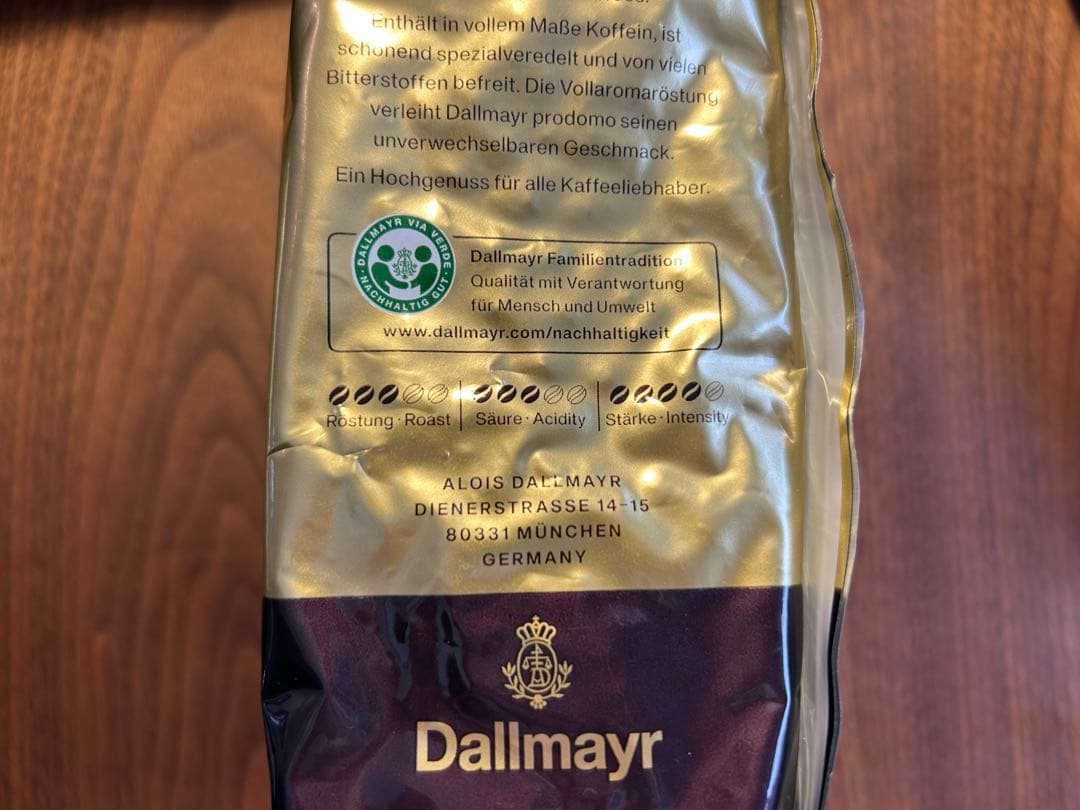 Enthält in vollem Maße Koffein, ist
schonend spezialveredelt und von vielen
Bitterstoffen befreit. Die Vollaromaröstung
verleiht Dallmayr prodomo seinen
unverwechselbaren Geschmack.
Ein Hochgenuss für alle Kaffeeliebhaber.
DALLMAYR VIA VERDE
NACHHALTIG GUT
Dallmayr Familientradition
Qualität mit Verantwortung
für Mensch und Umwelt
www.dallmayr.com/nachhaltigkeit
Röstung · Roast
Säure · Acidity
Stärke · Intensity
ALOIS DALLMAYR
DIENERSTRASSE 14-15
80331 MÜNCHEN
GERMANY
Dallmayr